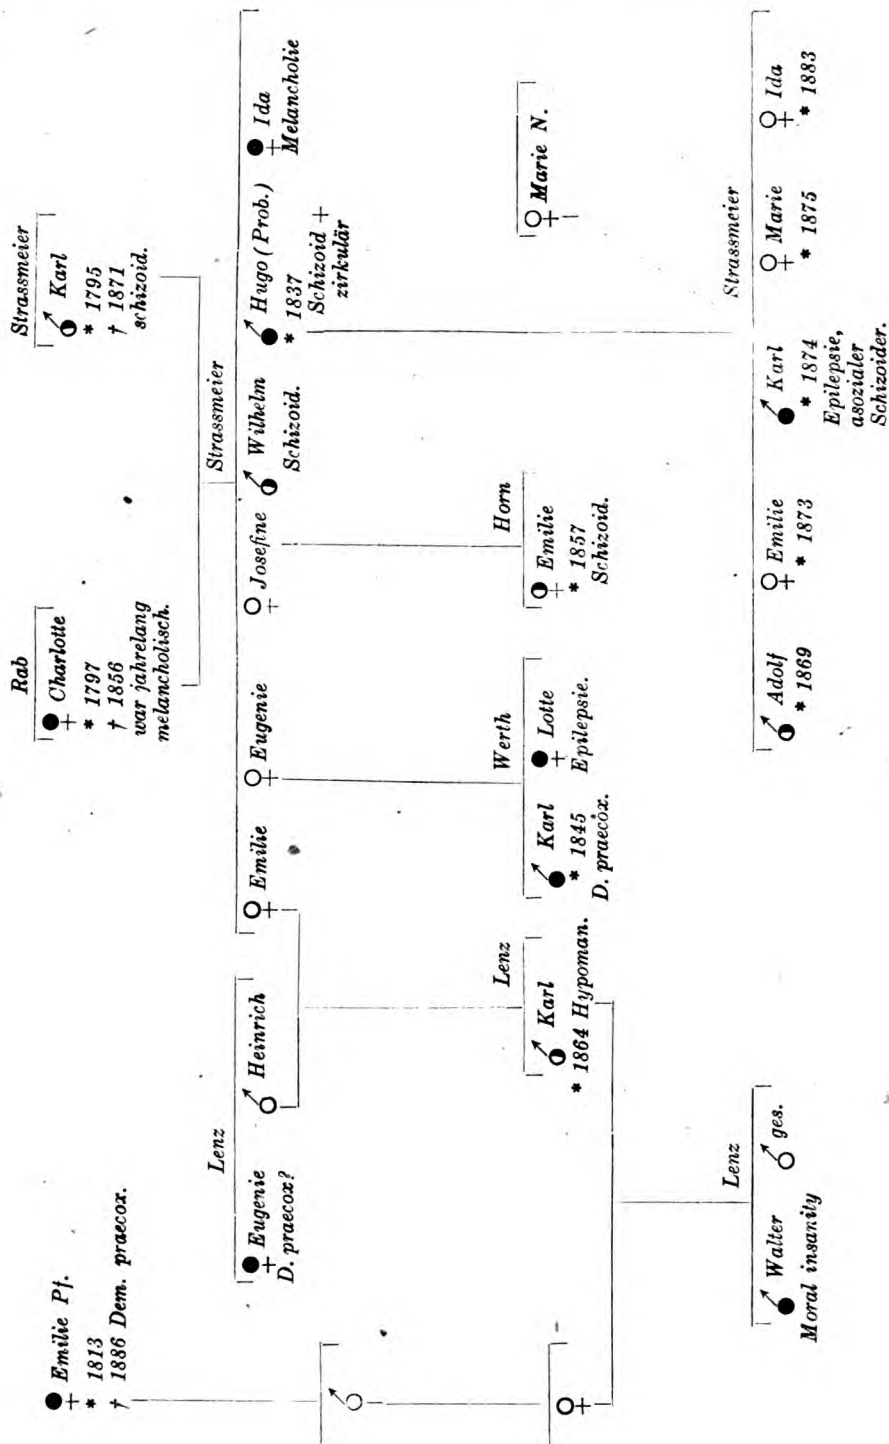 Emilie Pf.
* 1813
† 1886 Dem. praecox.
Rab
Charlotte
* 1797
† 1856
war jahrelang
melancholisch.
Strassmeier
Karl
* 1795
† 1871
schizoid.
Lenz
Eugenie
D. praecox?
Heinrich
Strassmeier
Emilie
Eugenie
Josefine
Wilhelm
Schizoid.
Hugo (Prob.)
* 1837
Schizoid +
zirkulär
Ida
Melancholie
Lenz
Karl
* 1864 Hypoman.
Werth
Karl
* 1845
D. praecox.
Lotte
Epilepsie.
Horn
Emilie
* 1857
Schizoid.
Marie N.
Lenz
Walter
Moral insanity
ges.
Strassmeier
Adolf
* 1869
Emilie
* 1873
Karl
* 1874
Epilepsie,
asozialer
Schizoider.
Marie
* 1875
Ida
* 1883